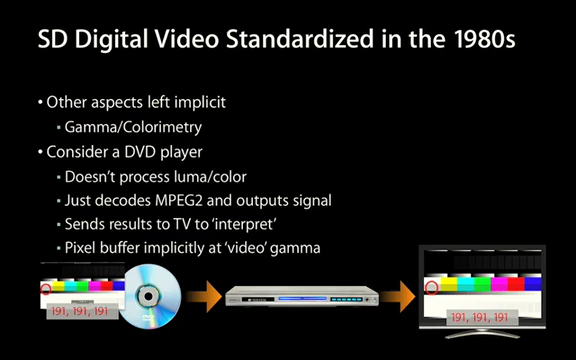 SD Digital Video Standardized in the 1980s
• Other aspects left implicit
▪ Gamma/Colorimetry
• Consider a DVD player
▪ Doesn't process luma/color
▪ Just decodes MPEG2 and outputs signal
▪ Sends results to TV to 'interpret'
▪ Pixel buffer implicitly at 'video' gamma
191, 191, 191
191, 191, 191